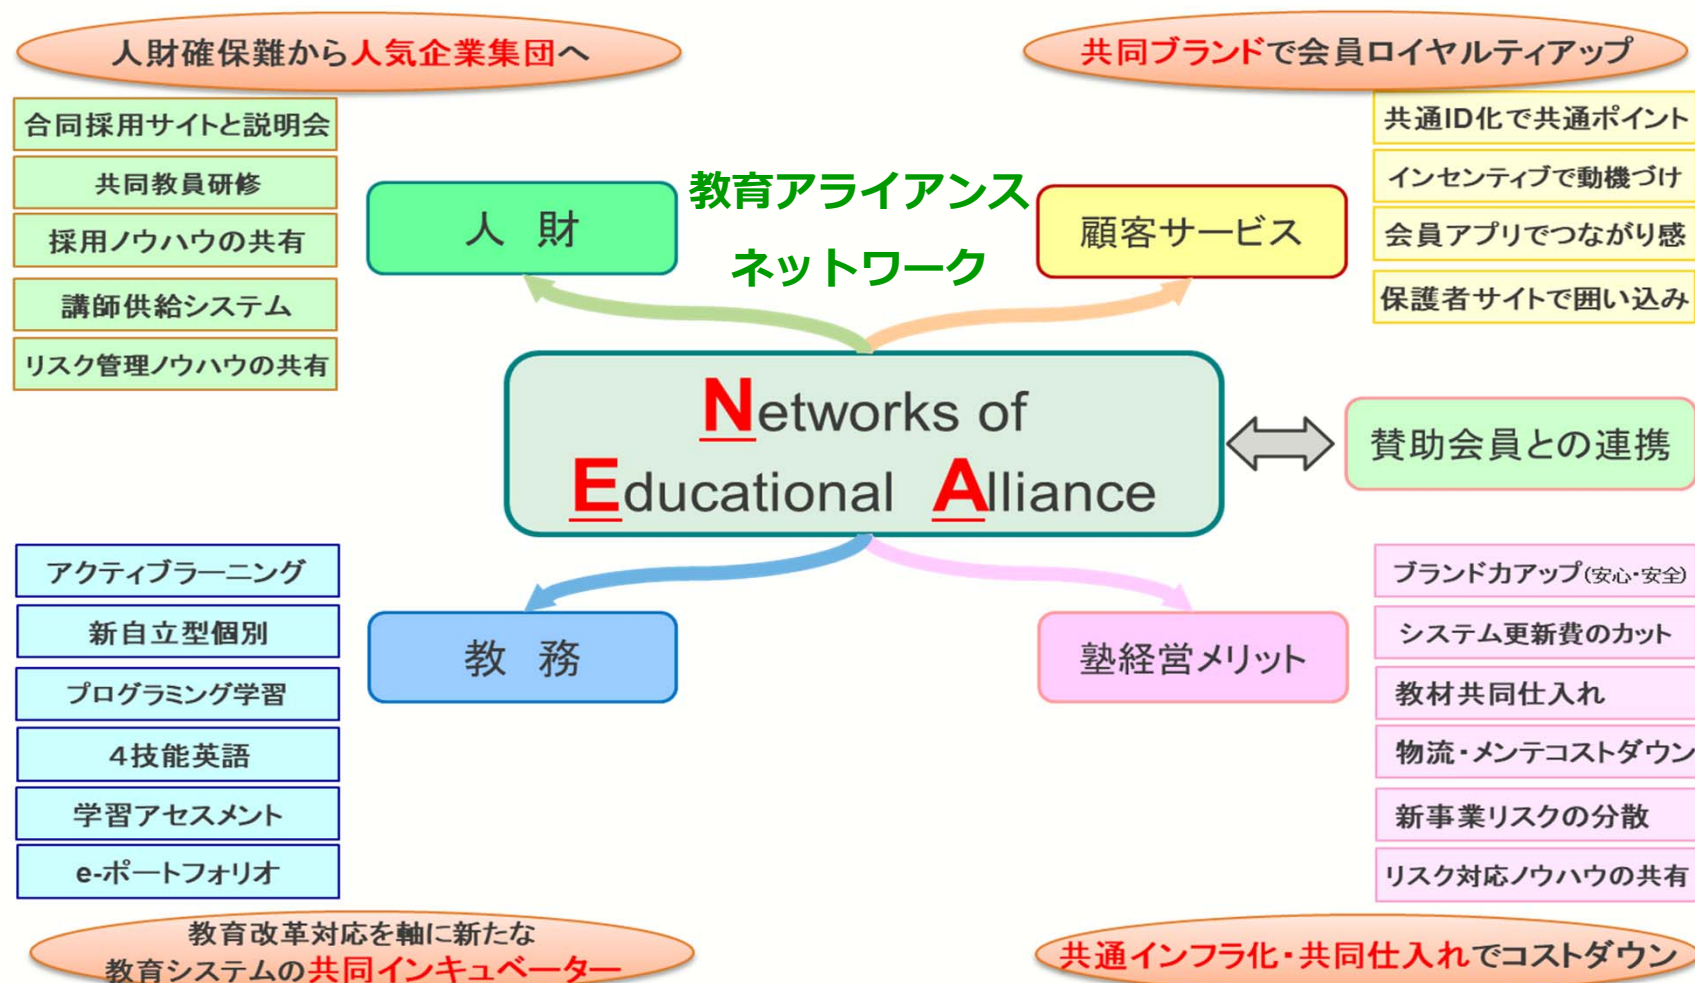 人財確保難から人気企業集団へ
合同採用サイトと説明会
共同教員研修
採用ノウハウの共有
講師供給システム
リスク管理ノウハウの共有
人 財
教育アライアンス
ネットワーク
共同ブランドで会員ロイヤルティアップ
顧客サービス
共通ID化で共通ポイント
インセンティブで動機づけ
会員アプリでつながり感
保護者サイトで囲い込み
Networks of
Educational Alliance
賛助会員との連携
アクティブラーニング
新自立型個別
プログラミング学習
4技能英語
学習アセスメント
e-ポートフォリオ
教 務
教育改革対応を軸に新たな
教育システムの共同インキュベーター
塾経営メリット
ブランド力アップ(安心・安全)
システム更新費のカット
教材共同仕入れ
物流・メンテコストダウン
新事業リスクの分散
リスク対応ノウハウの共有
共通インフラ化・共同仕入れでコストダウン